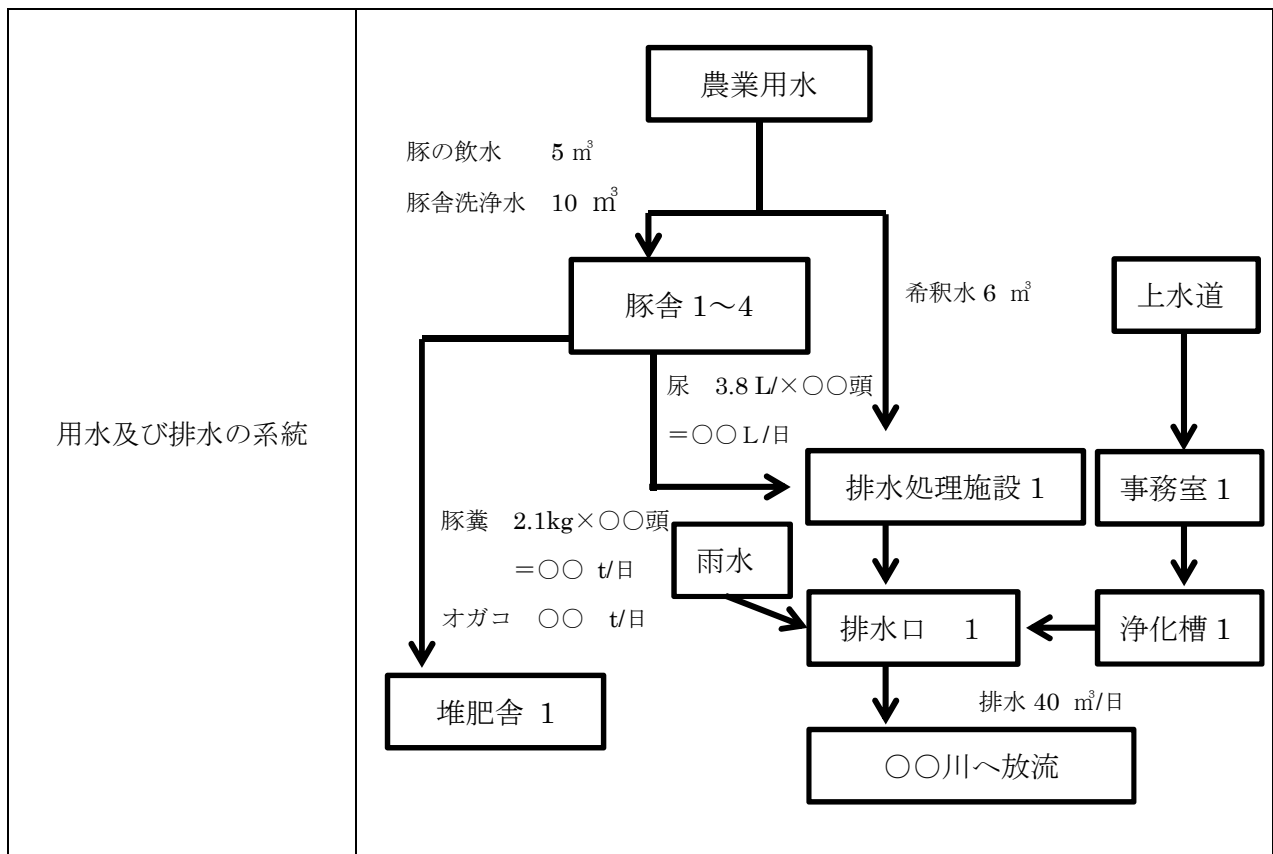 用水及び排水の系統
農業用水
豚の飲水　5 ㎥
豚舎洗浄水　10 ㎥
豚舎 1～4
希釈水 6 ㎥
上水道
尿　3.8 L/×○○頭
＝○○ L /日
排水処理施設 1
事務室 1
豚糞　2.1kg×○○頭
＝○○ t/日
オガコ　○○　t/日
雨水
排水口　1
浄化槽 1
堆肥舎 1
排水 40 ㎥/日
○○川へ放流